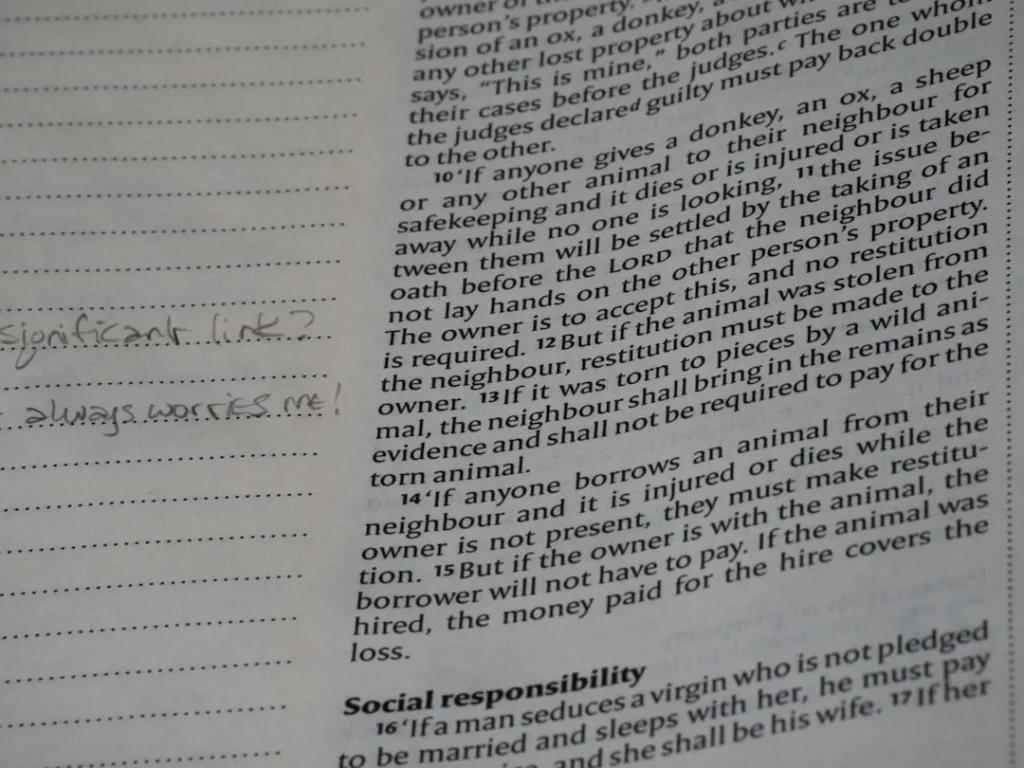 significant link?
always worries me!
owner of
person's property.
sion of an ox, a donkey, a
any other lost property about
says, "This is mine," both parties are
their cases before the judges.c The one whom
the judges declared guilty must pay back double
to the other.
10 'If anyone gives a donkey, an ox, a sheep
or any other animal to their neighbour for
safekeeping and it dies or is injured or is taken
away while no one is looking, 11 the issue be-
tween them will be settled by the taking of an
oath before the LORD that the neighbour did
not lay hands on the other person's property.
The owner is to accept this, and no restitution
is required. 12 But if the animal was stolen from
the neighbour, restitution must be made to the
owner. 13 If it was torn to pieces by a wild ani-
mal, the neighbour shall bring in the remains as
evidence and shall not be required to pay for the
torn animal.
14 'If anyone borrows an animal from their
neighbour and it is injured or dies while the
owner is not present, they must make restitu-
tion. 15 But if the owner is with the animal, the
borrower will not have to pay. If the animal was
hired, the money paid for the hire covers the
loss.
Social responsibility
16 'If a man seduces a virgin who is not pledged
to be married and sleeps with her, he must pay
and she shall be his wife. 17 If her